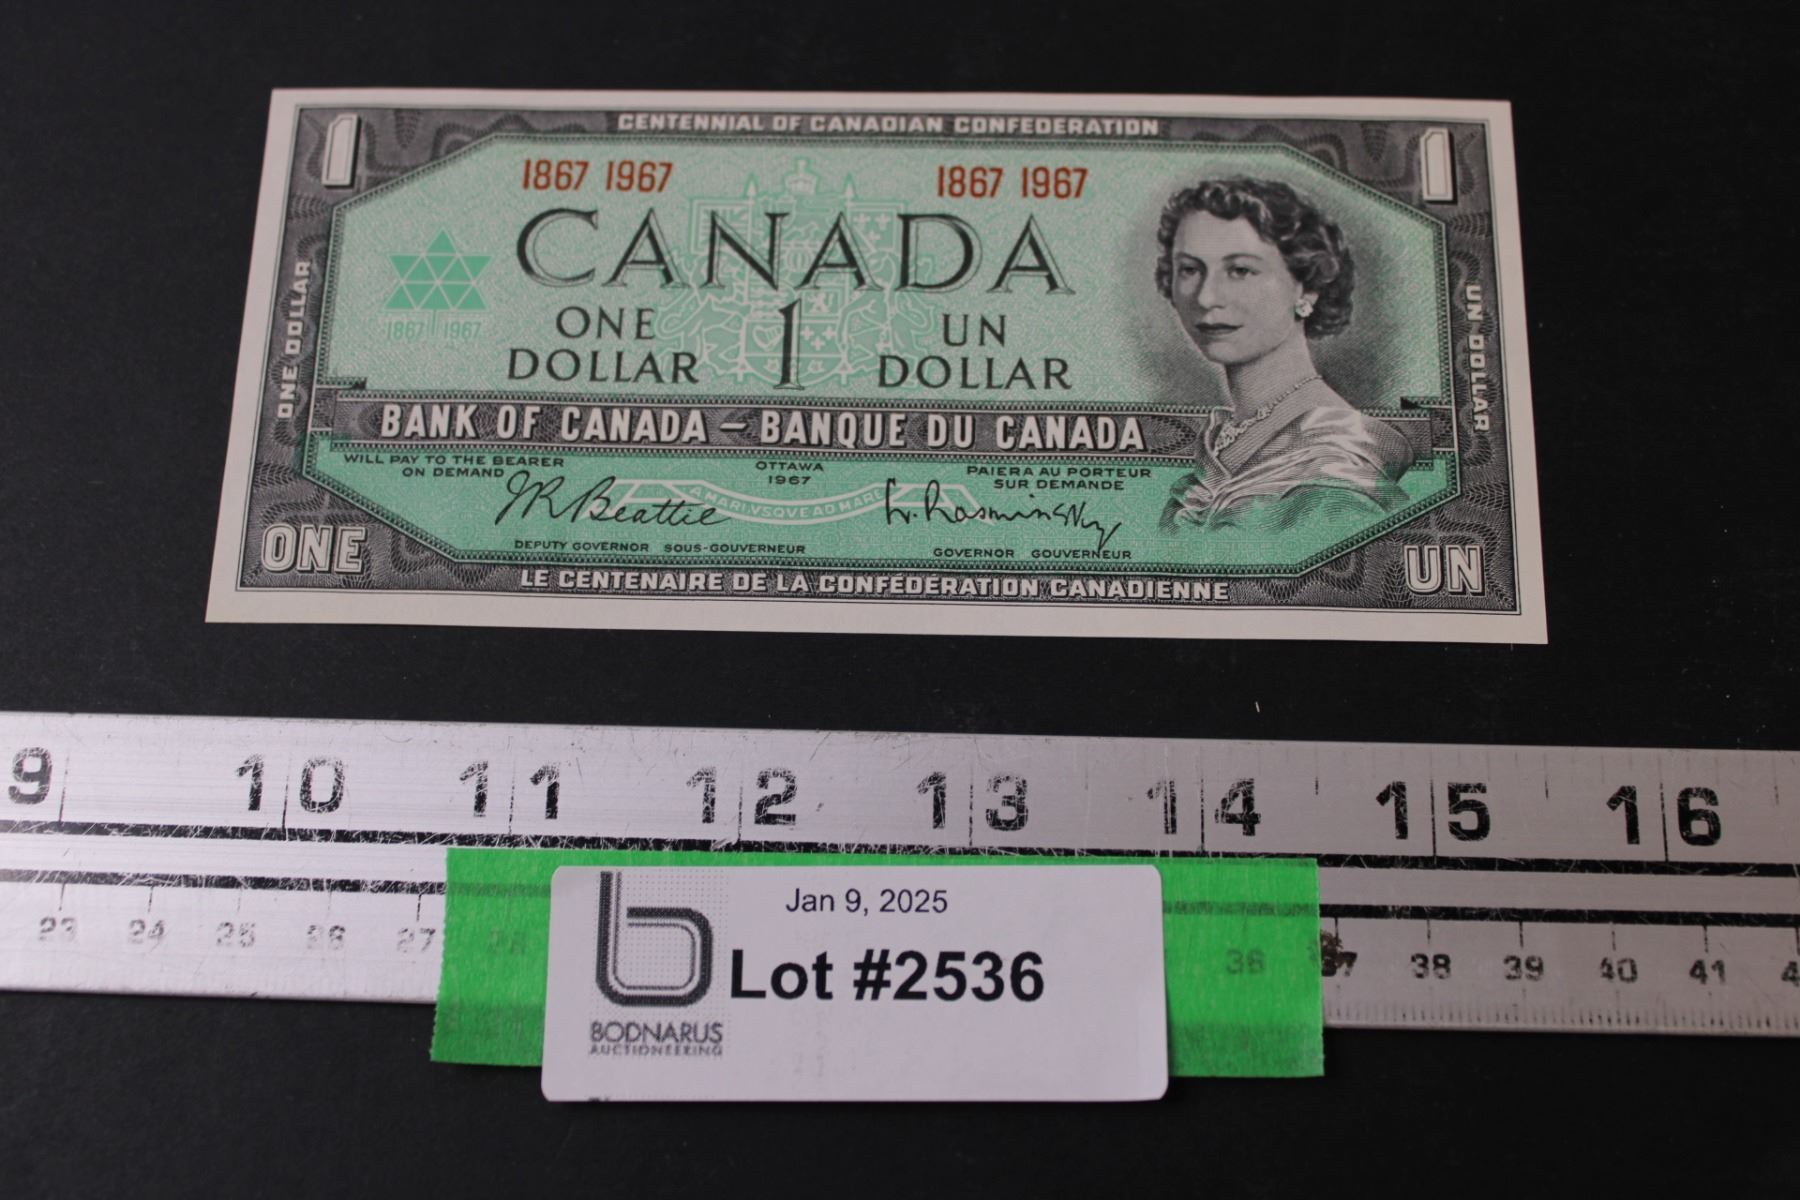 CENTENNIAL OF CANADIAN CONFEDERATION
1 1
1867 1967 1867 1967
CANADA
1867 1967
ONE DOLLAR 1 UN DOLLAR
ONE DOLLAR
UN DOLLAR
BANK OF CANADA – BANQUE DU CANADA
WILL PAY TO THE BEARER ON DEMAND
OTTAWA 1967
PAIERA AU PORTEUR SUR DEMANDE
A MARI VSQVE AD MARE
J.R. Beattie
L. Rasminsky
DEPUTY GOVERNOR SOUS-GOUVERNEUR
GOVERNOR GOUVERNEUR
ONE UN
LE CENTENAIRE DE LA CONFÉDÉRATION CANADIENNE
9 10 11 12 13 14 15 16
23 24 25 26 27 28 36 37 38 39 40 41
Jan 9, 2025
Lot #2536
BODNARUS
AUCTIONEERING